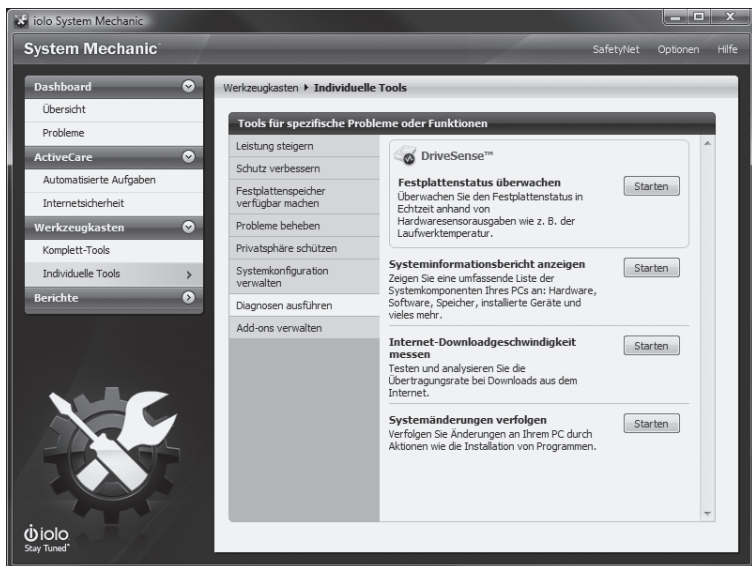 iolo System Mechanic
System Mechanic
SafetyNet Optionen Hilfe
Dashboard
Übersicht
Probleme
ActiveCare
Automatisierte Aufgaben
Internetsicherheit
Werkzeugkasten
Komplett-Tools
Individuelle Tools
Berichte
iolo
Stay Tuned
Werkzeugkasten Individuelle Tools
Tools für spezifische Probleme oder Funktionen
Leistung steigern
Schutz verbessern
Festplattenspeicher
verfügbar machen
Probleme beheben
Privatsphäre schützen
Systemkonfiguration
verwalten
Diagnosen ausführen
Add-ons verwalten
DriveSense™
Festplattenstatus überwachen
Überwachen Sie den Festplattenstatus in
Echtzeit anhand von
Hardwaresensorausgaben wie z. B. der
Laufwerktemperatur.
Starten
Systeminformationsbericht anzeigen
Zeigen Sie eine umfassende Liste der
Systemkomponenten Ihres PCs an: Hardware,
Software, Speicher, installierte Geräte und
vieles mehr.
Starten
Internet-Downloadgeschwindigkeit
messen
Testen und analysieren Sie die
Übertragungsrate bei Downloads aus dem
Internet.
Starten
Systemänderungen verfolgen
Verfolgen Sie Änderungen an Ihrem PC durch
Aktionen wie die Installation von Programmen.
Starten